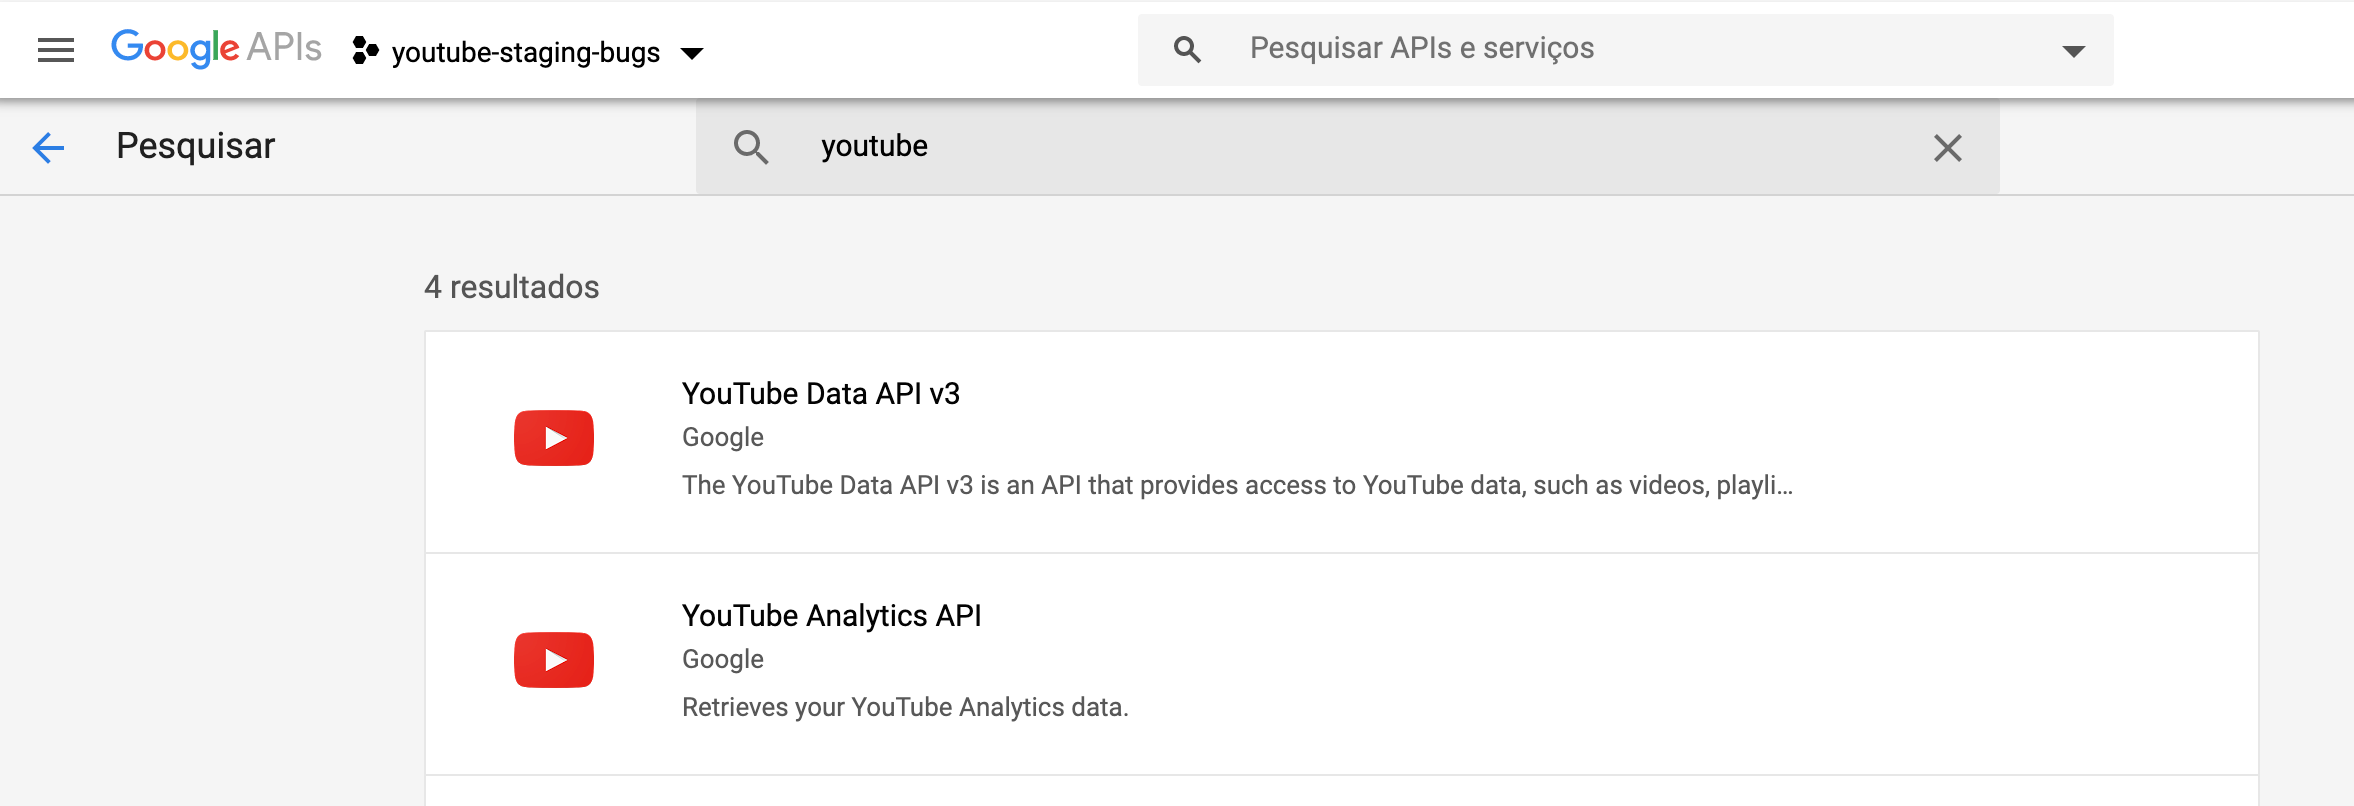 Google APIs youtube-staging-bugs Pesquisar APIs e serviços
Pesquisar youtube
4 resultados
YouTube Data API v3
Google
The YouTube Data API v3 is an API that provides access to YouTube data, such as videos, playli...
YouTube Analytics API
Google
Retrieves your YouTube Analytics data.